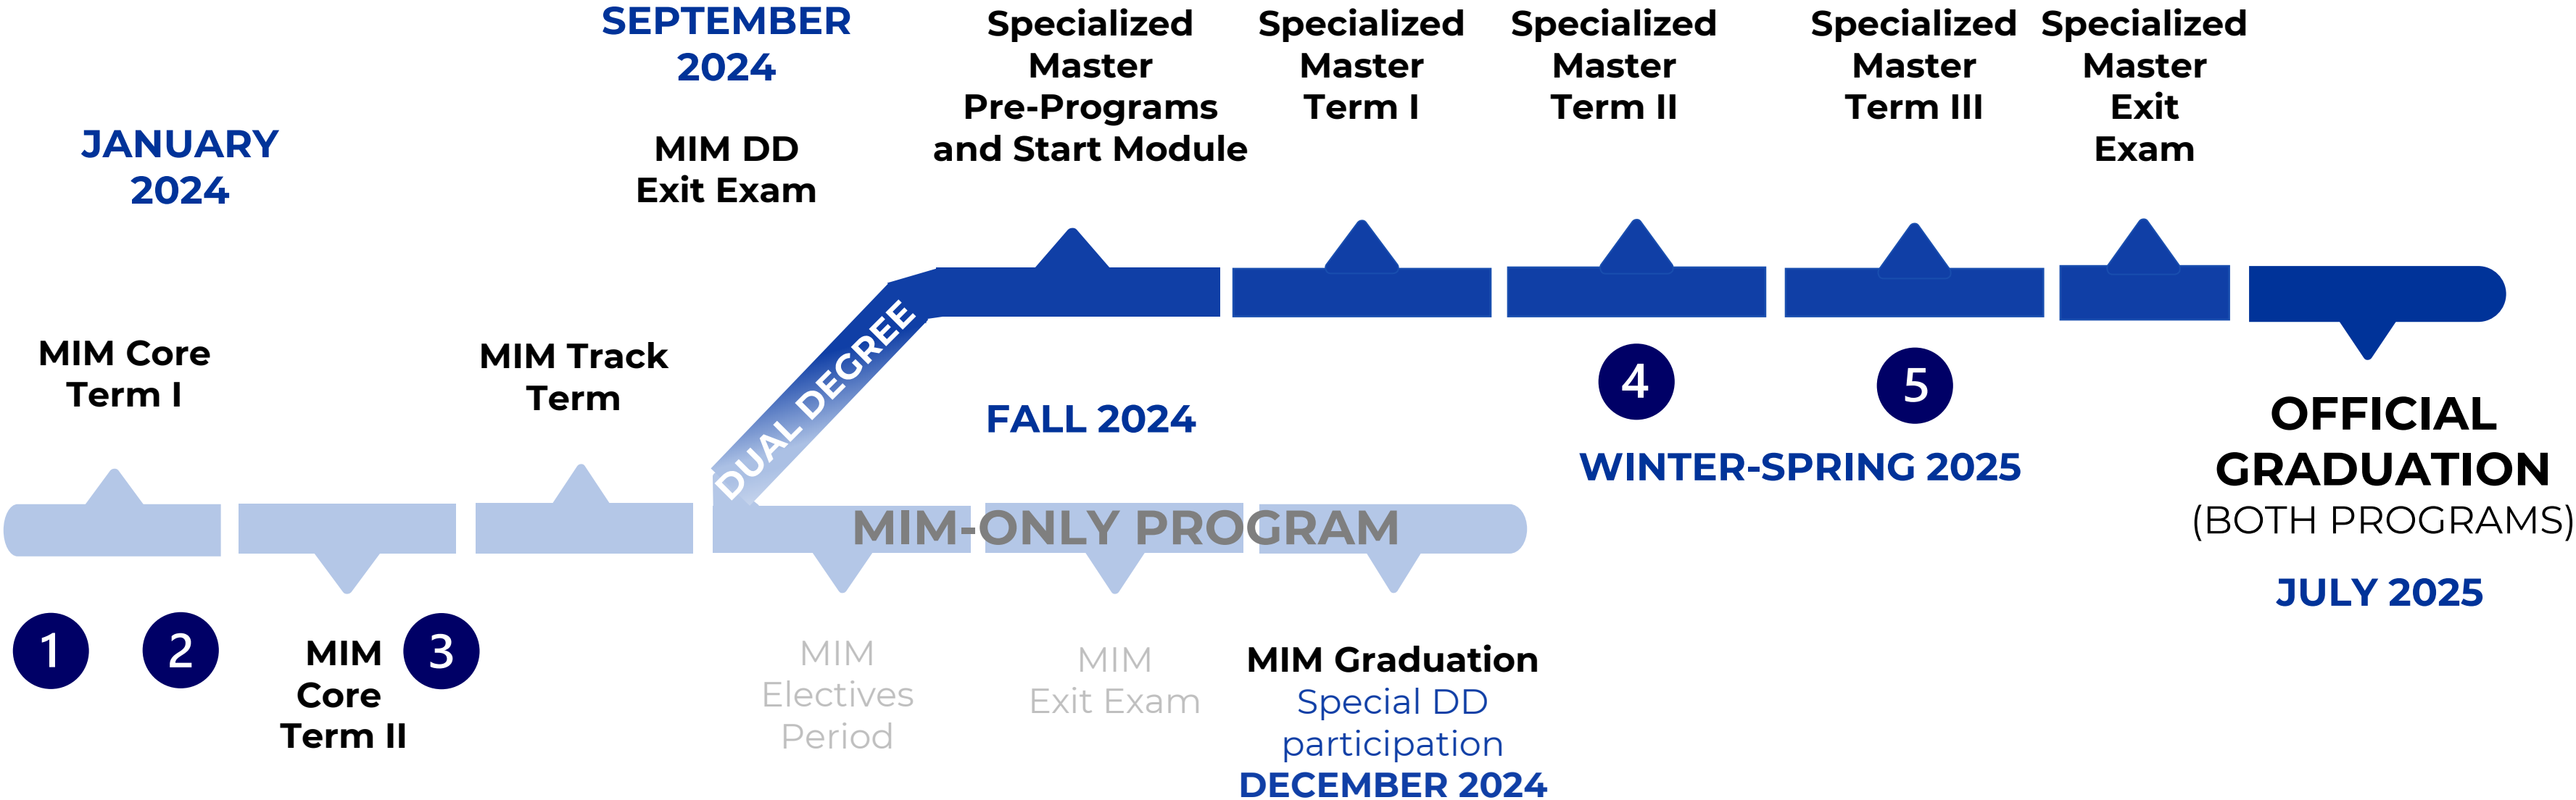 JANUARY
2024
SEPTEMBER
2024
MIM DD
Exit Exam
Specialized
Master
Pre-Programs
and Start Module
Specialized
Master
Term I
Specialized
Master
Term II
Specialized
Master
Term III
Specialized
Master
Exit
Exam
MIM Core
Term I
MIM Track
Term
DUAL DEGREE
FALL 2024
4
5
WINTER-SPRING 2025
OFFICIAL
GRADUATION
(BOTH PROGRAMS)
JULY 2025
MIM-ONLY PROGRAM
1
2
MIM
Core
Term II
3
MIM
Electives
Period
MIM
Exit Exam
MIM Graduation
Special DD
participation
DECEMBER 2024